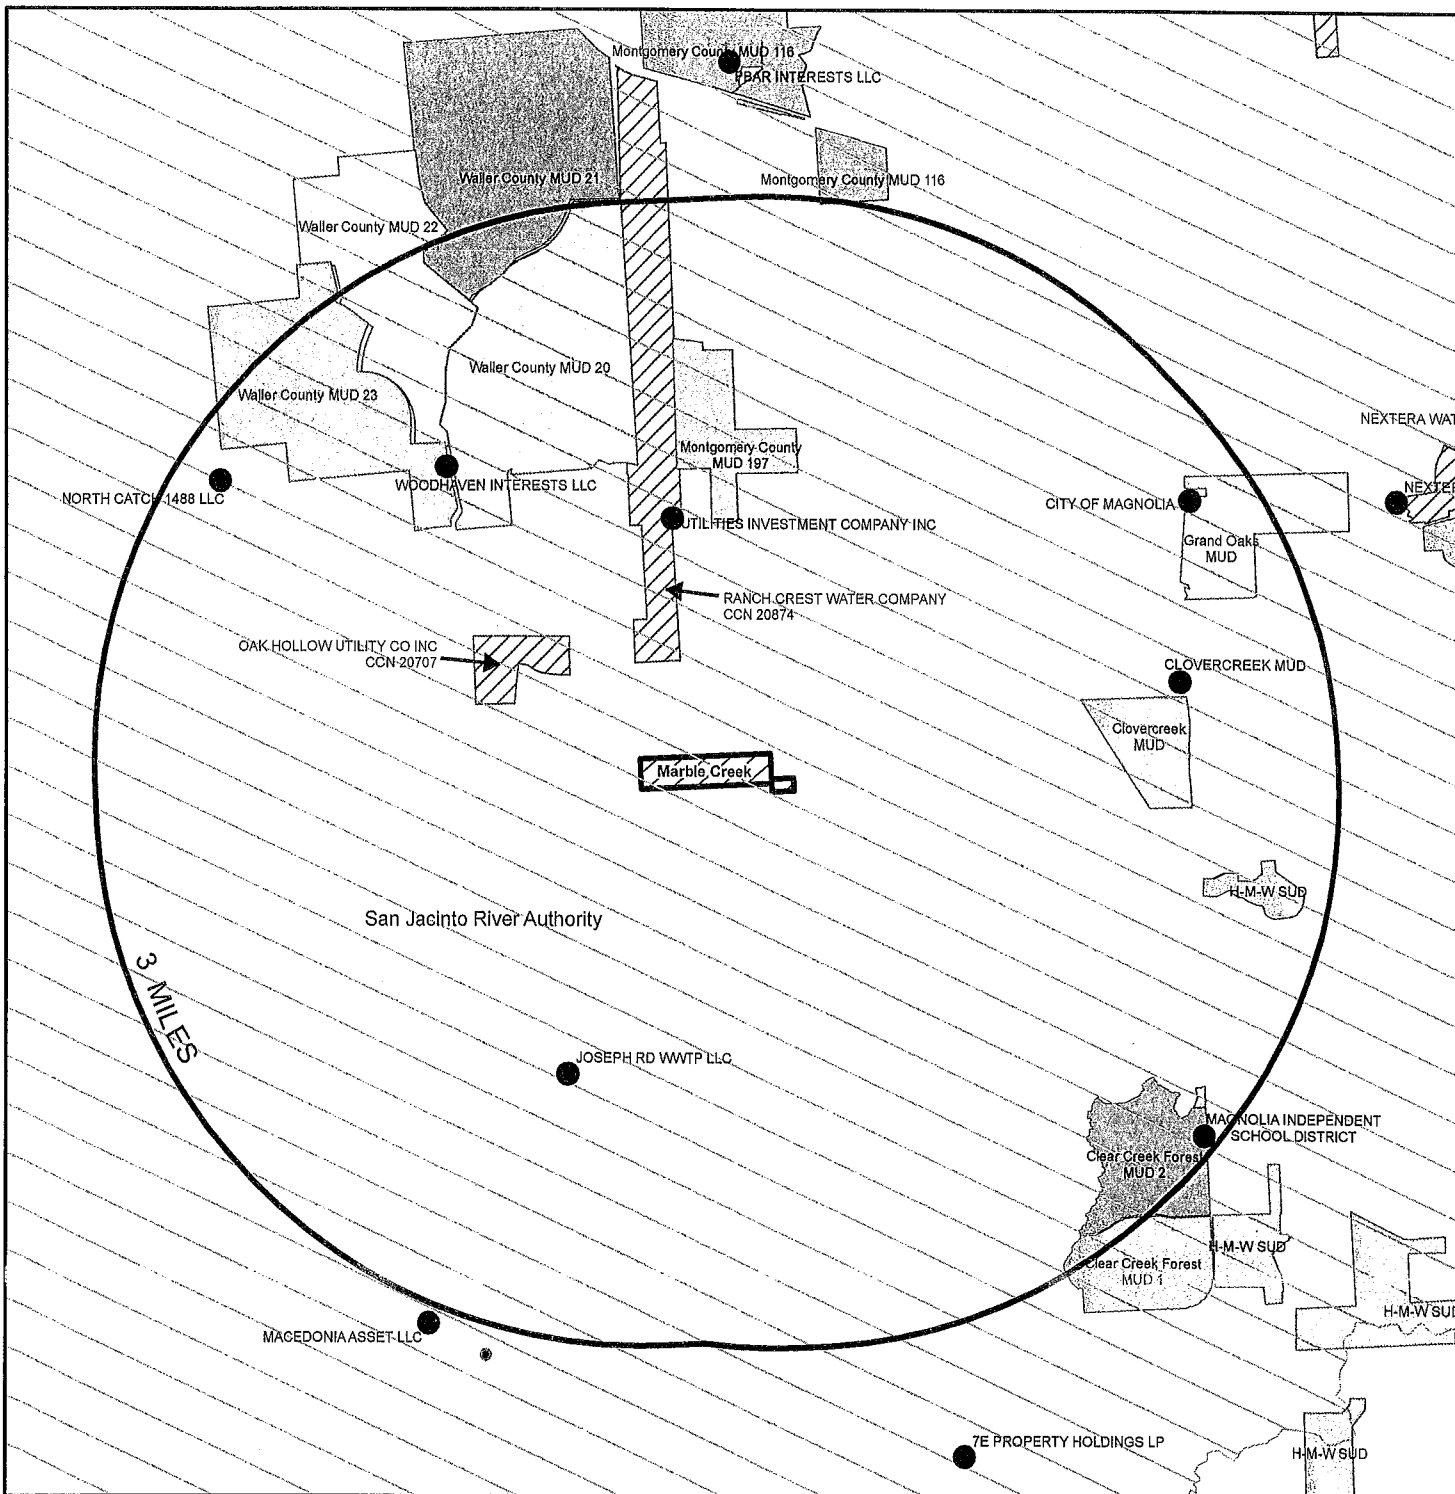 Montgomery County MUD 116
PBAR INTERESTS LLC
Waller County MUD 21
Montgomery County MUD 116
Waller County MUD 22
Waller County MUD 20
Waller County MUD 23
NEXTERA WAT
Montgomery County
MUD 197
WOODHAVEN INTERESTS LLC
NORTH CATCH 1488 LLC
CITY OF MAGNOLIA
NEXTER
UTILITIES INVESTMENT COMPANY INC
Grand Oaks
MUD
RANCH CREST WATER COMPANY
CCN 20874
OAK HOLLOW UTILITY CO INC
CCN 20707
CLOVERCREEK MUD
Clovercreek
MUD
Marble Creek
H-M-W SUD
San Jacinto River Authority
3 MILES
JOSEPH RD WWTP LLC
MAGNOLIA INDEPENDENT
SCHOOL DISTRICT
Clear Creek Forest
MUD 2
H-M-W SUD
Clear Creek Forest
MUD 1
H-M-W SUD
MACEDONIA ASSET LLC
7E PROPERTY HOLDINGS LP
H-M-W SUD